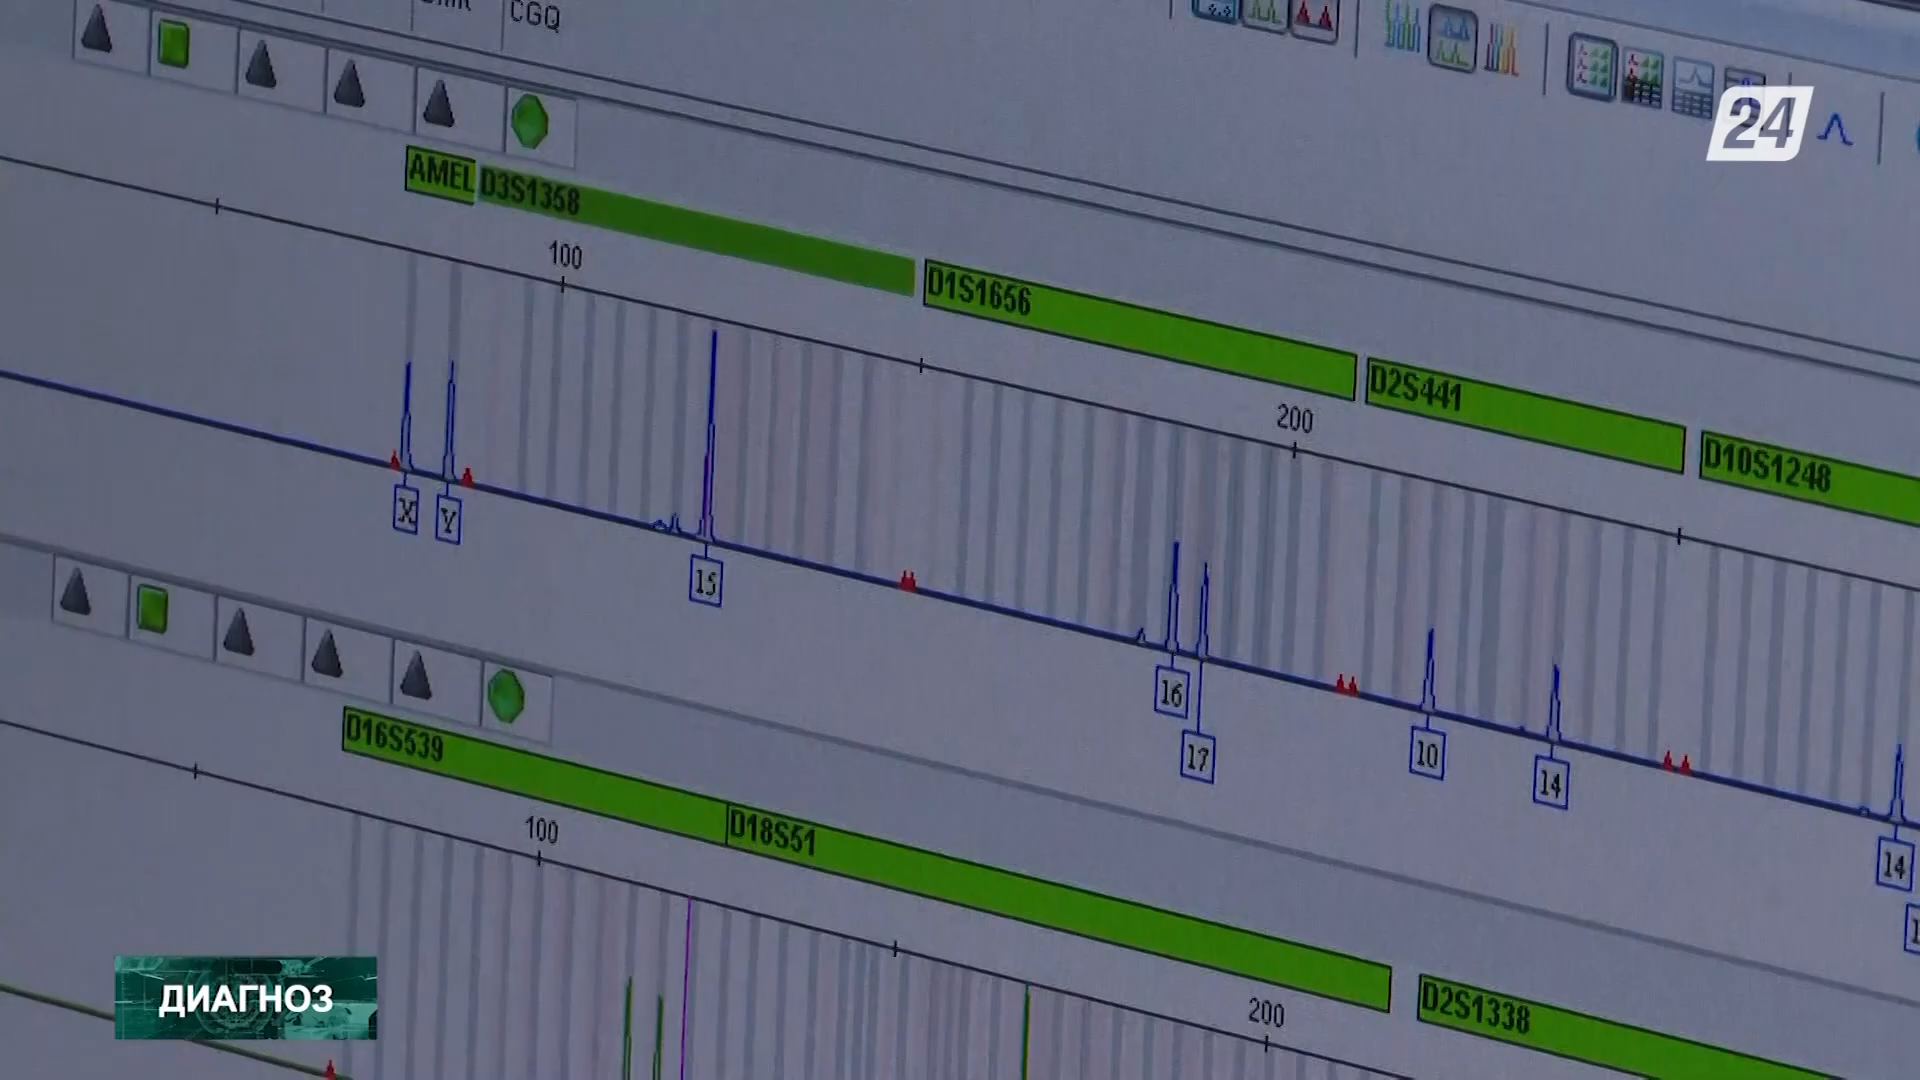 CGQ
24
AMEL D3S1358
100
D1S1656
200
D2S441
D10S1248
X Y
15
16
17
10
14
14
D16S539
100
D18S51
200
D2S1338
ДИАГНОЗ